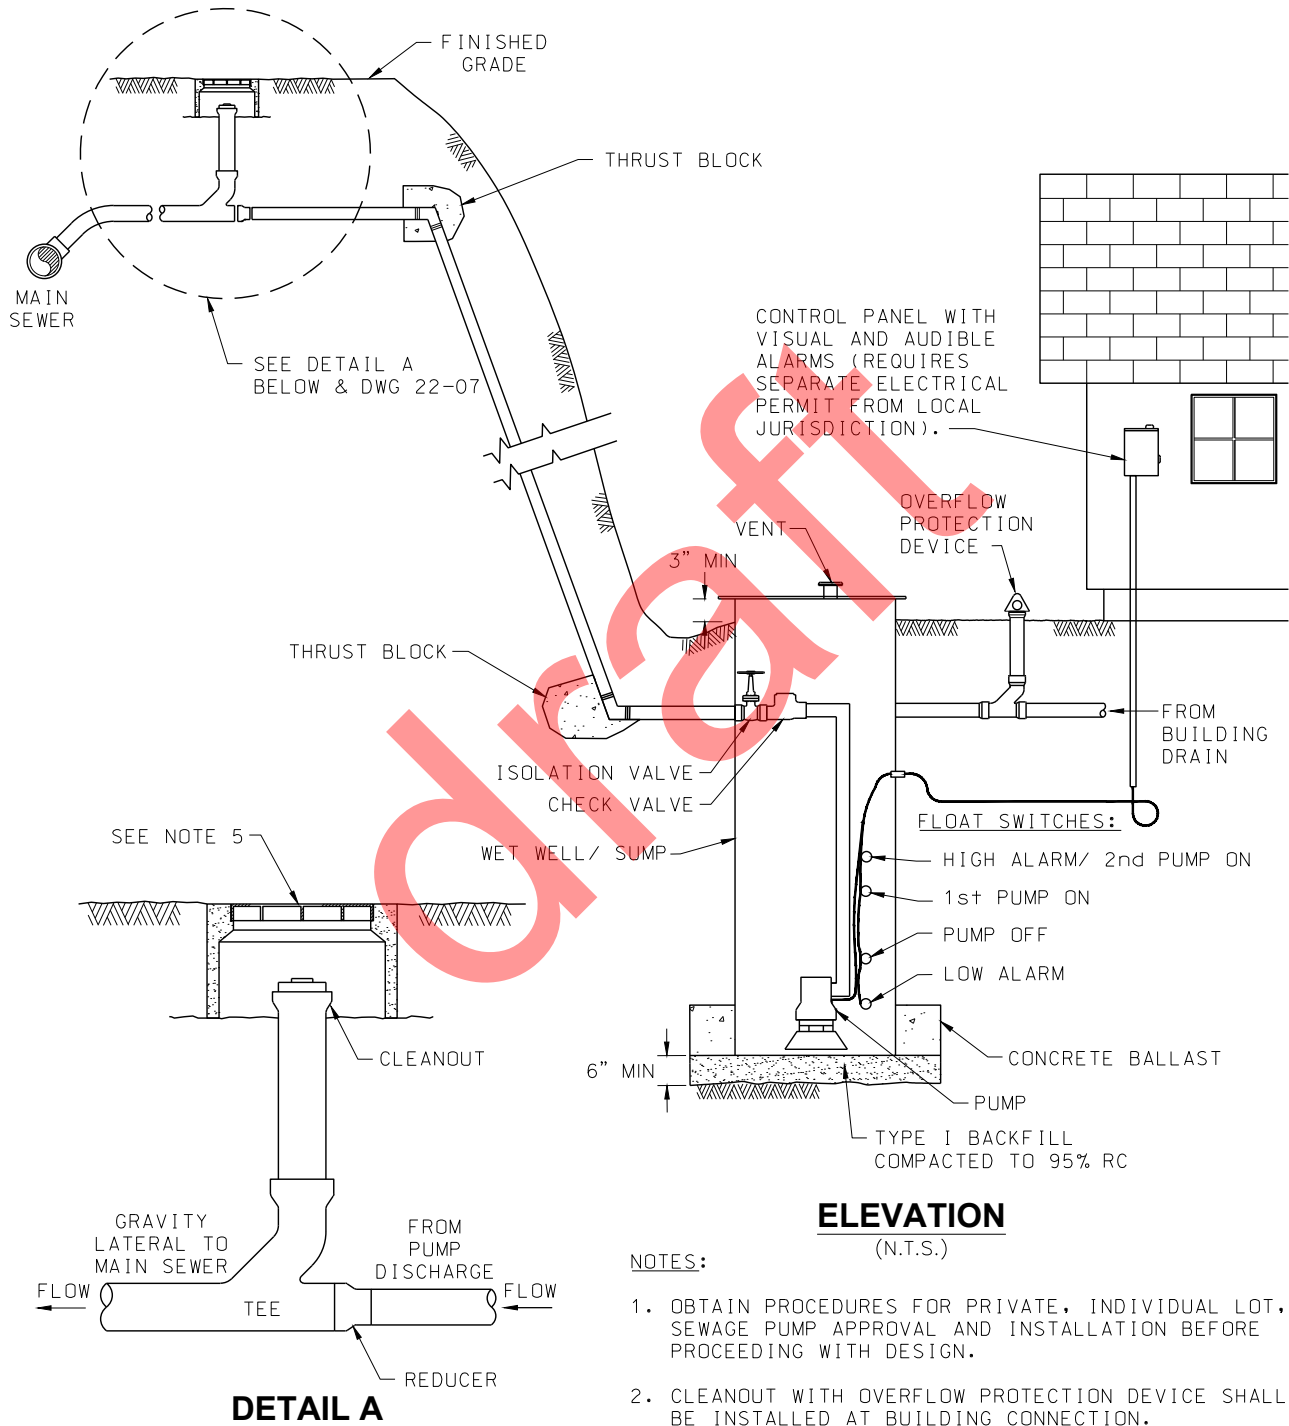 FINISHED
GRADE
THRUST BLOCK
MAIN
SEWER
SEE DETAIL A
BELOW & DWG 22-07
CONTROL PANEL WITH
VISUAL AND AUDIBLE
ALARMS (REQUIRES
SEPARATE ELECTRICAL
PERMIT FROM LOCAL
JURISDICTION).
OVERFLOW
PROTECTION
DEVICE
VENT
3” MIN
THRUST BLOCK
FROM
BUILDING
DRAIN
ISOLATION VALVE
CHECK VALVE
WET WELL/ SUMP
FLOAT SWITCHES:
HIGH ALARM/ 2nd PUMP ON
1st PUMP ON
PUMP OFF
LOW ALARM
SEE NOTE 5
CLEANOUT
6” MIN
CONCRETE BALLAST
PUMP
TYPE I BACKFILL
COMPACTED TO 95% RC
draft
ELEVATION
(N.T.S.)
GRAVITY
LATERAL TO
MAIN SEWER
FROM
PUMP
DISCHARGE
FLOW
FLOW
TEE
REDUCER
DETAIL A
NOTES:
1. OBTAIN PROCEDURES FOR PRIVATE, INDIVIDUAL LOT,
SEWAGE PUMP APPROVAL AND INSTALLATION BEFORE
PROCEEDING WITH DESIGN.
2. CLEANOUT WITH OVERFLOW PROTECTION DEVICE SHALL
BE INSTALLED AT BUILDING CONNECTION.